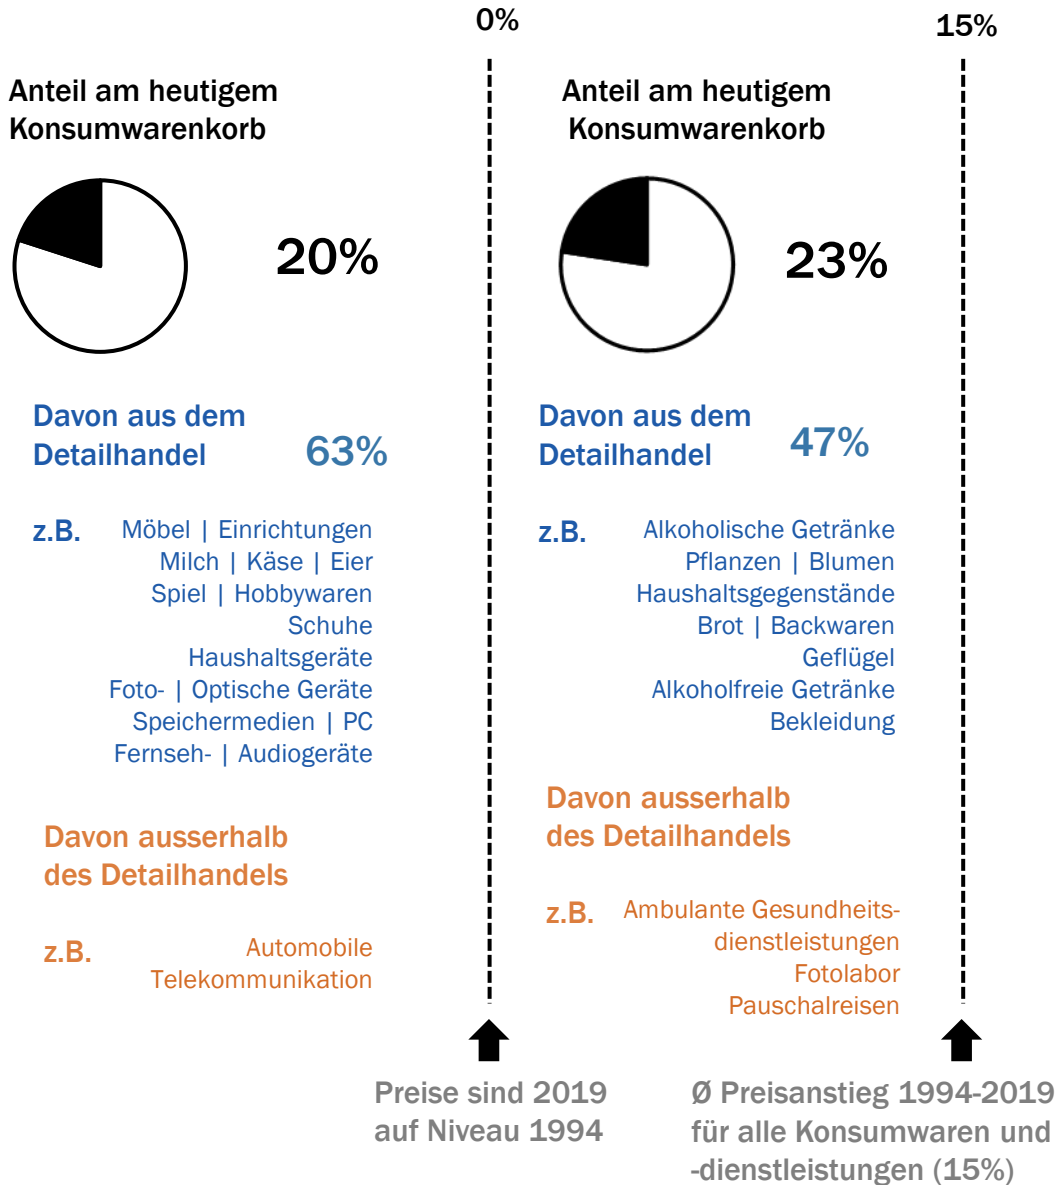 0%
15%
Anteil am heutigem
Konsumwarenkorb
20%
Davon aus dem
Detailhandel
63%
z.B.
Möbel | Einrichtungen
Milch | Käse | Eier
Spiel | Hobbywaren
Schuhe
Haushaltsgeräte
Foto- | Optische Geräte
Speichermedien | PC
Fernseh- | Audiogeräte
Davon ausserhalb
des Detailhandels
z.B.
Automobile
Telekommunikation
Anteil am heutigem
Konsumwarenkorb
23%
Davon aus dem
Detailhandel
47%
z.B.
Alkoholische Getränke
Pflanzen | Blumen
Haushaltsgegenstände
Brot | Backwaren
Geflügel
Alkoholfreie Getränke
Bekleidung
Davon ausserhalb
des Detailhandels
z.B.
Ambulante Gesundheits-
dienstleistungen
Fotolabor
Pauschalreisen
Preise sind 2019
auf Niveau 1994
Ø Preisanstieg 1994-2019
für alle Konsumwaren und
-dienstleistungen (15%)